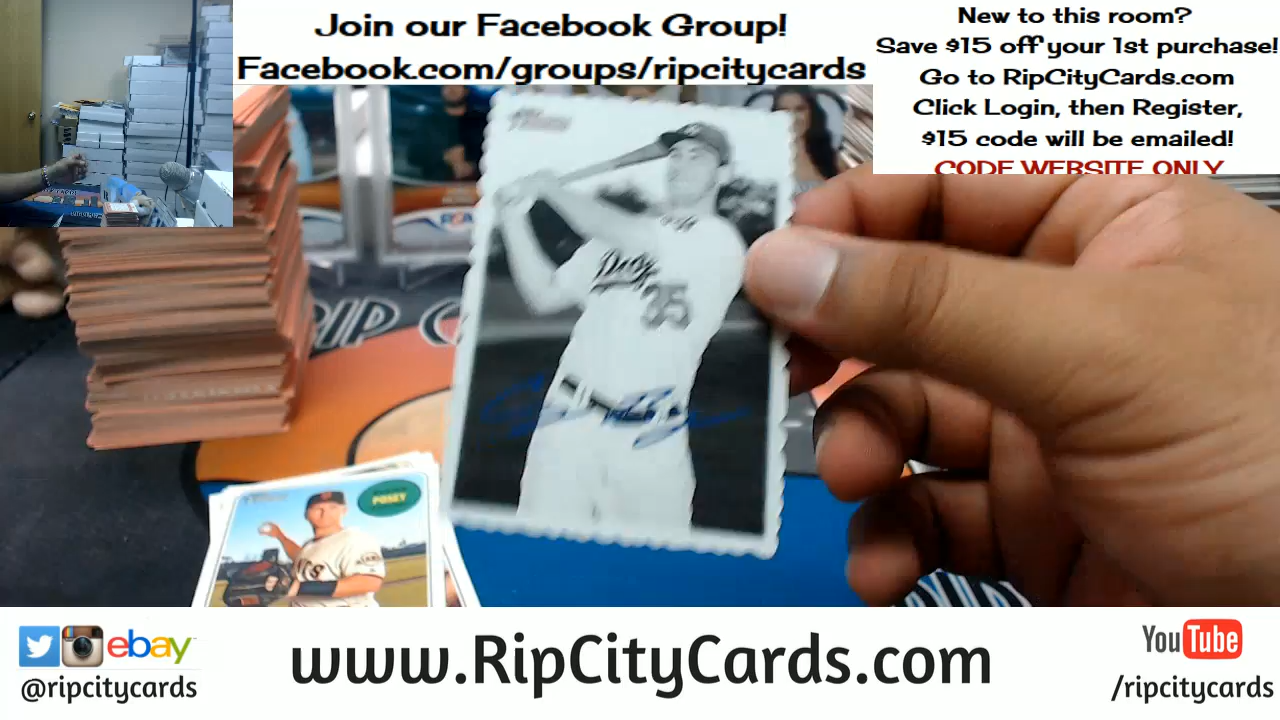 Join our Facebook Group!
Facebook.com/groups/ripcitycards
New to this room?
Save $15 off your 1st purchase!
Go to RipCityCards.com
Click Login, then Register,
$15 code will be emailed!
CODE WEBSITE ONLY
RIP C
35
POSEY
ebay
@ripcitycards
www.RipCityCards.com
YouTube
/ripcitycards